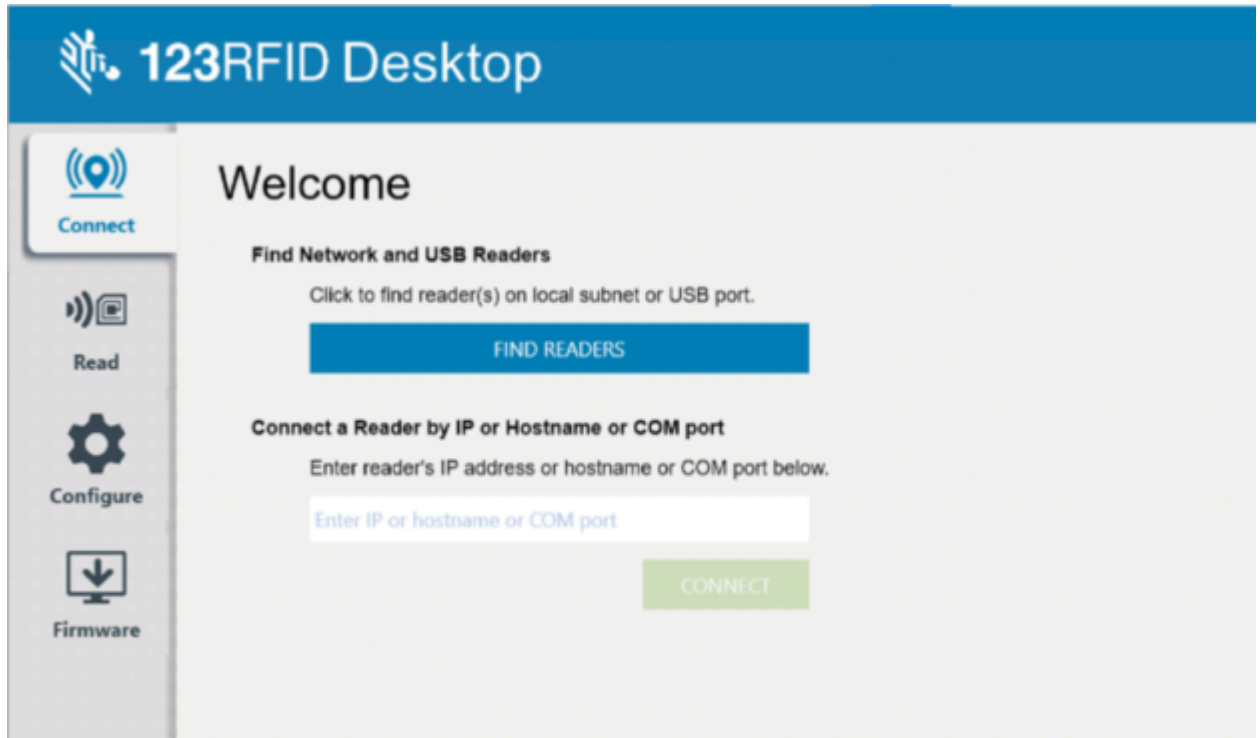 123RFID Desktop
Connect
Read
Configure
Firmware
Welcome
Find Network and USB Readers
Click to find reader(s) on local subnet or USB port.
FIND READERS
Connect a Reader by IP or Hostname or COM port
Enter reader's IP address or hostname or COM port below.
Enter IP or hostname or COM port
CONNECT